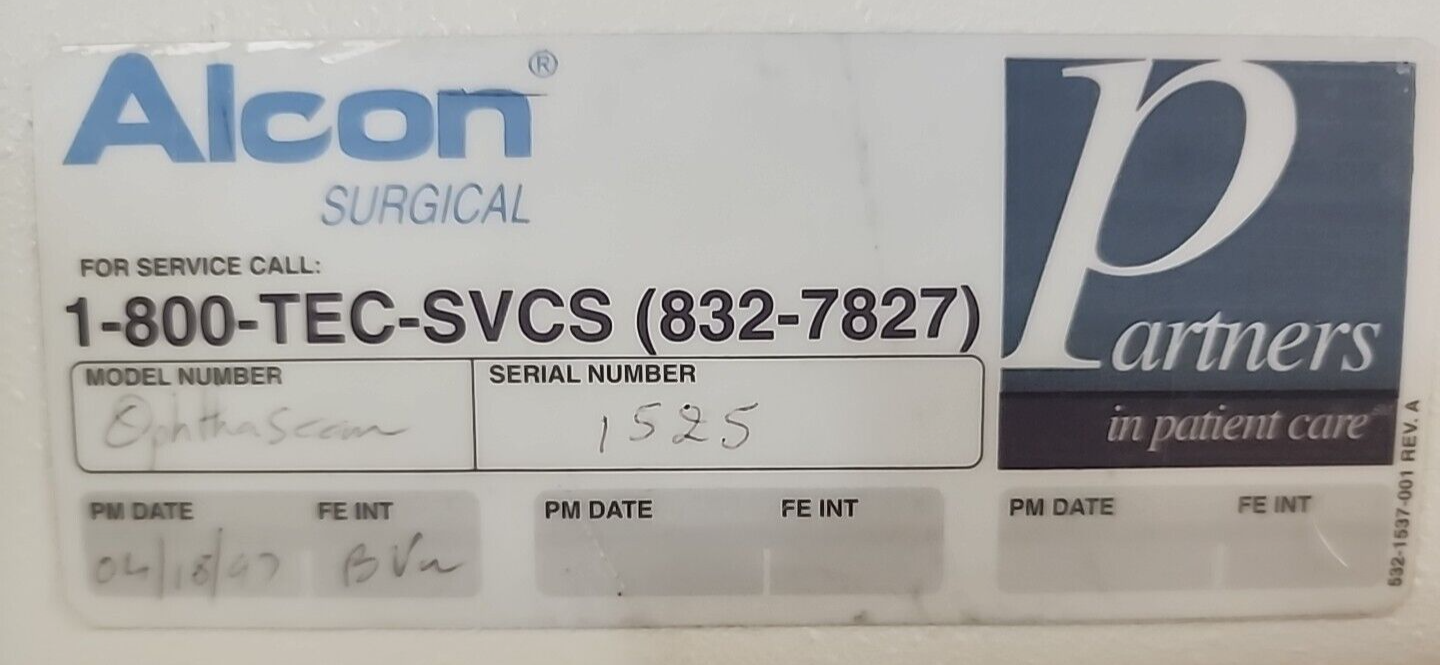 Alcon®
SURGICAL
FOR SERVICE CALL:
1-800-TEC-SVCS (832-7827)
MODEL NUMBER SERIAL NUMBER
OphthaScan 1525
Partners
in patient care
PM DATE FE INT PM DATE FE INT PM DATE FE INT
04/18/97
532-1537-001 REV. A